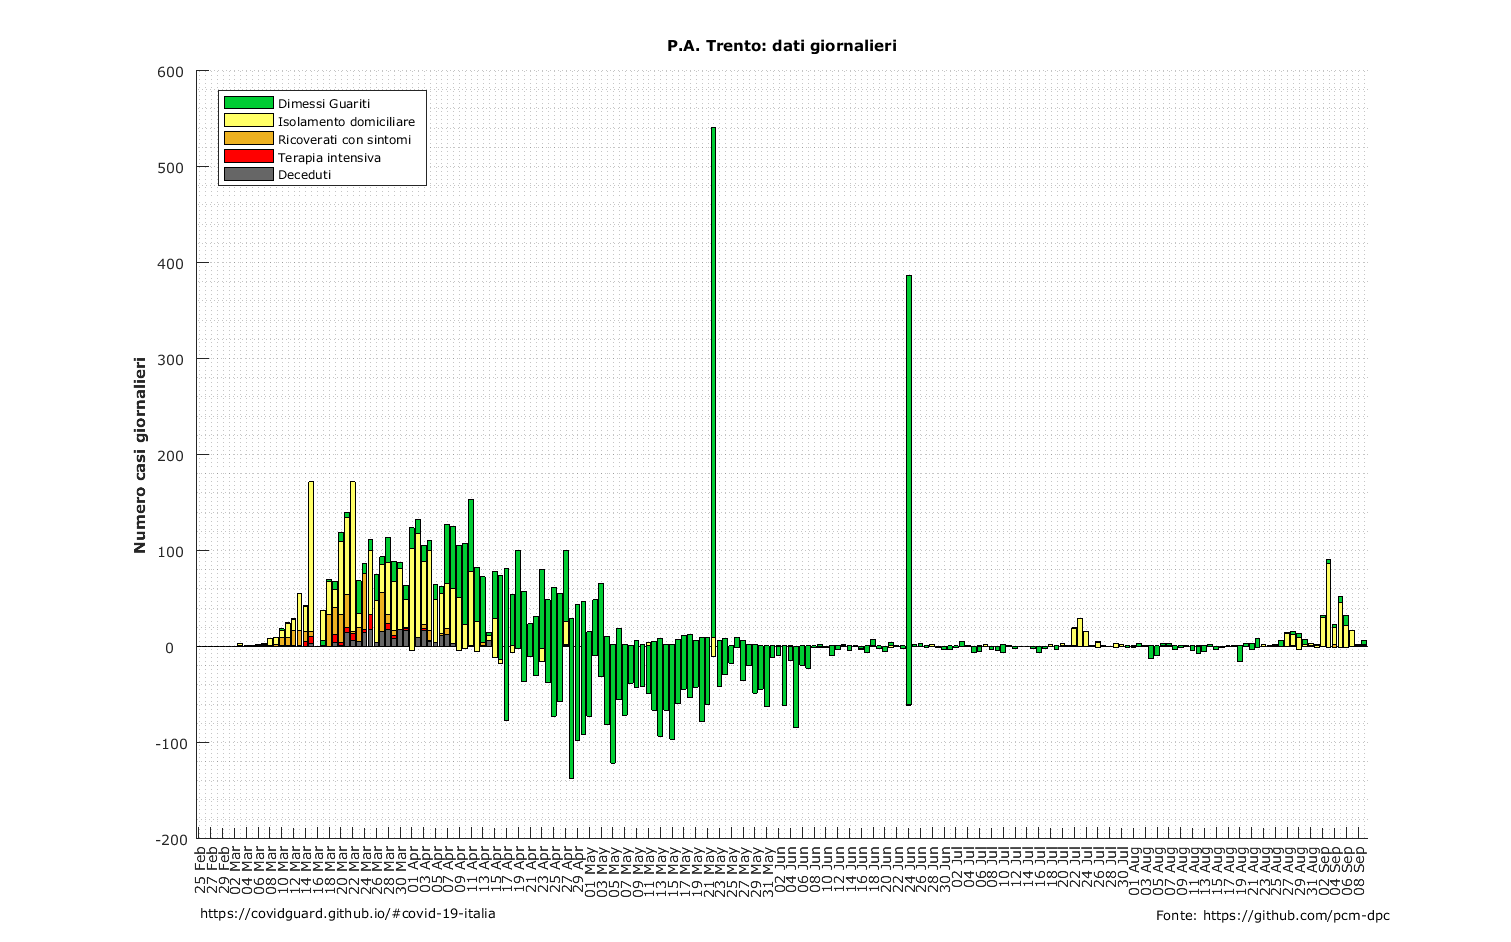 P.A. Trento: dati giornalieri
Numero casi giornalieri
600
500
400
300
200
100
0
-100
-200
Dimessi Guariti
Isolamento domiciliare
Ricoverati con sintomi
Terapia intensiva
Deceduti
25 Feb
27 Feb
29 Feb
02 Mar
04 Mar
06 Mar
08 Mar
10 Mar
12 Mar
14 Mar
16 Mar
18 Mar
20 Mar
22 Mar
24 Mar
26 Mar
28 Mar
30 Mar
01 Apr
03 Apr
05 Apr
07 Apr
09 Apr
11 Apr
13 Apr
15 Apr
17 Apr
19 Apr
21 Apr
23 Apr
25 Apr
27 Apr
29 Apr
01 May
03 May
05 May
07 May
09 May
11 May
13 May
15 May
17 May
19 May
21 May
23 May
25 May
27 May
29 May
31 May
02 Jun
04 Jun
06 Jun
08 Jun
10 Jun
12 Jun
14 Jun
16 Jun
18 Jun
20 Jun
22 Jun
24 Jun
26 Jun
28 Jun
30 Jun
02 Jul
04 Jul
06 Jul
08 Jul
10 Jul
12 Jul
14 Jul
16 Jul
18 Jul
20 Jul
22 Jul
24 Jul
26 Jul
28 Jul
30 Jul
01 Aug
03 Aug
05 Aug
07 Aug
09 Aug
11 Aug
13 Aug
15 Aug
17 Aug
19 Aug
21 Aug
23 Aug
25 Aug
27 Aug
29 Aug
31 Aug
02 Sep
04 Sep
06 Sep
08 Sep
https://covidguard.github.io/#covid-19-italia
Fonte: https://github.com/pcm-dpc